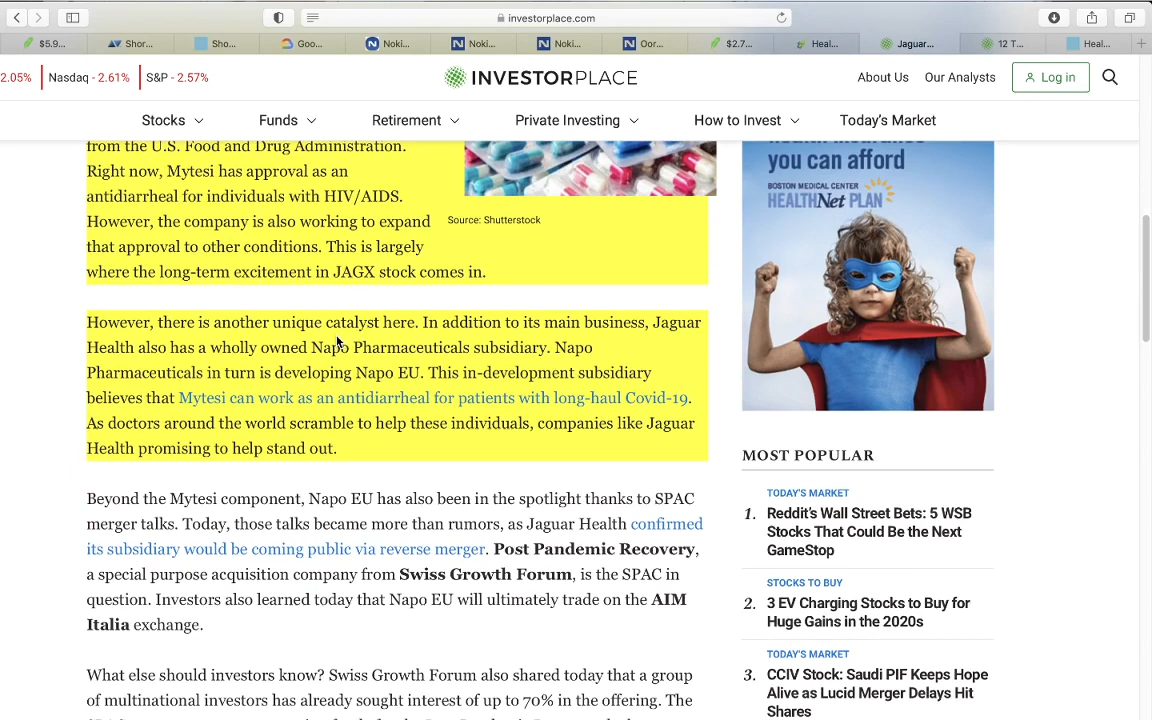 investorplace.com
$5.9...
Shor...
Sho...
Goo...
Noki...
Noki...
Noki...
Oor...
$2.7...
Heal...
Jaguar...
12 T...
Heal...
2.05% Nasdaq - 2.61% S&P - 2.57%
INVESTORPLACE
About Us Our Analysts Log in
Stocks Funds Retirement Private Investing How to Invest Today's Market
from the U.S. Food and Drug Administration.
Right now, Mytesi has approval as an
antidiarrheal for individuals with HIV/AIDS.
However, the company is also working to expand
that approval to other conditions. This is largely
where the long-term excitement in JAGX stock comes in.
Source: Shutterstock
However, there is another unique catalyst here. In addition to its main business, Jaguar
Health also has a wholly owned Napo Pharmaceuticals subsidiary. Napo
Pharmaceuticals in turn is developing Napo EU. This in-development subsidiary
believes that Mytesi can work as an antidiarrheal for patients with long-haul Covid-19.
As doctors around the world scramble to help these individuals, companies like Jaguar
Health promising to help stand out.
Beyond the Mytesi component, Napo EU has also been in the spotlight thanks to SPAC
merger talks. Today, those talks became more than rumors, as Jaguar Health confirmed
its subsidiary would be coming public via reverse merger. Post Pandemic Recovery,
a special purpose acquisition company from Swiss Growth Forum, is the SPAC in
question. Investors also learned today that Napo EU will ultimately trade on the AIM
Italia exchange.
What else should investors know? Swiss Growth Forum also shared today that a group
of multinational investors has already sought interest of up to 70% in the offering. The
you can afford
BOSTON MEDICAL CENTER
HEALTHNet PLAN
MOST POPULAR
TODAY'S MARKET
1. Reddit's Wall Street Bets: 5 WSB
Stocks That Could Be the Next
GameStop
STOCKS TO BUY
2. 3 EV Charging Stocks to Buy for
Huge Gains in the 2020s
TODAY'S MARKET
3. CCIV Stock: Saudi PIF Keeps Hope
Alive as Lucid Merger Delays Hit
Shares